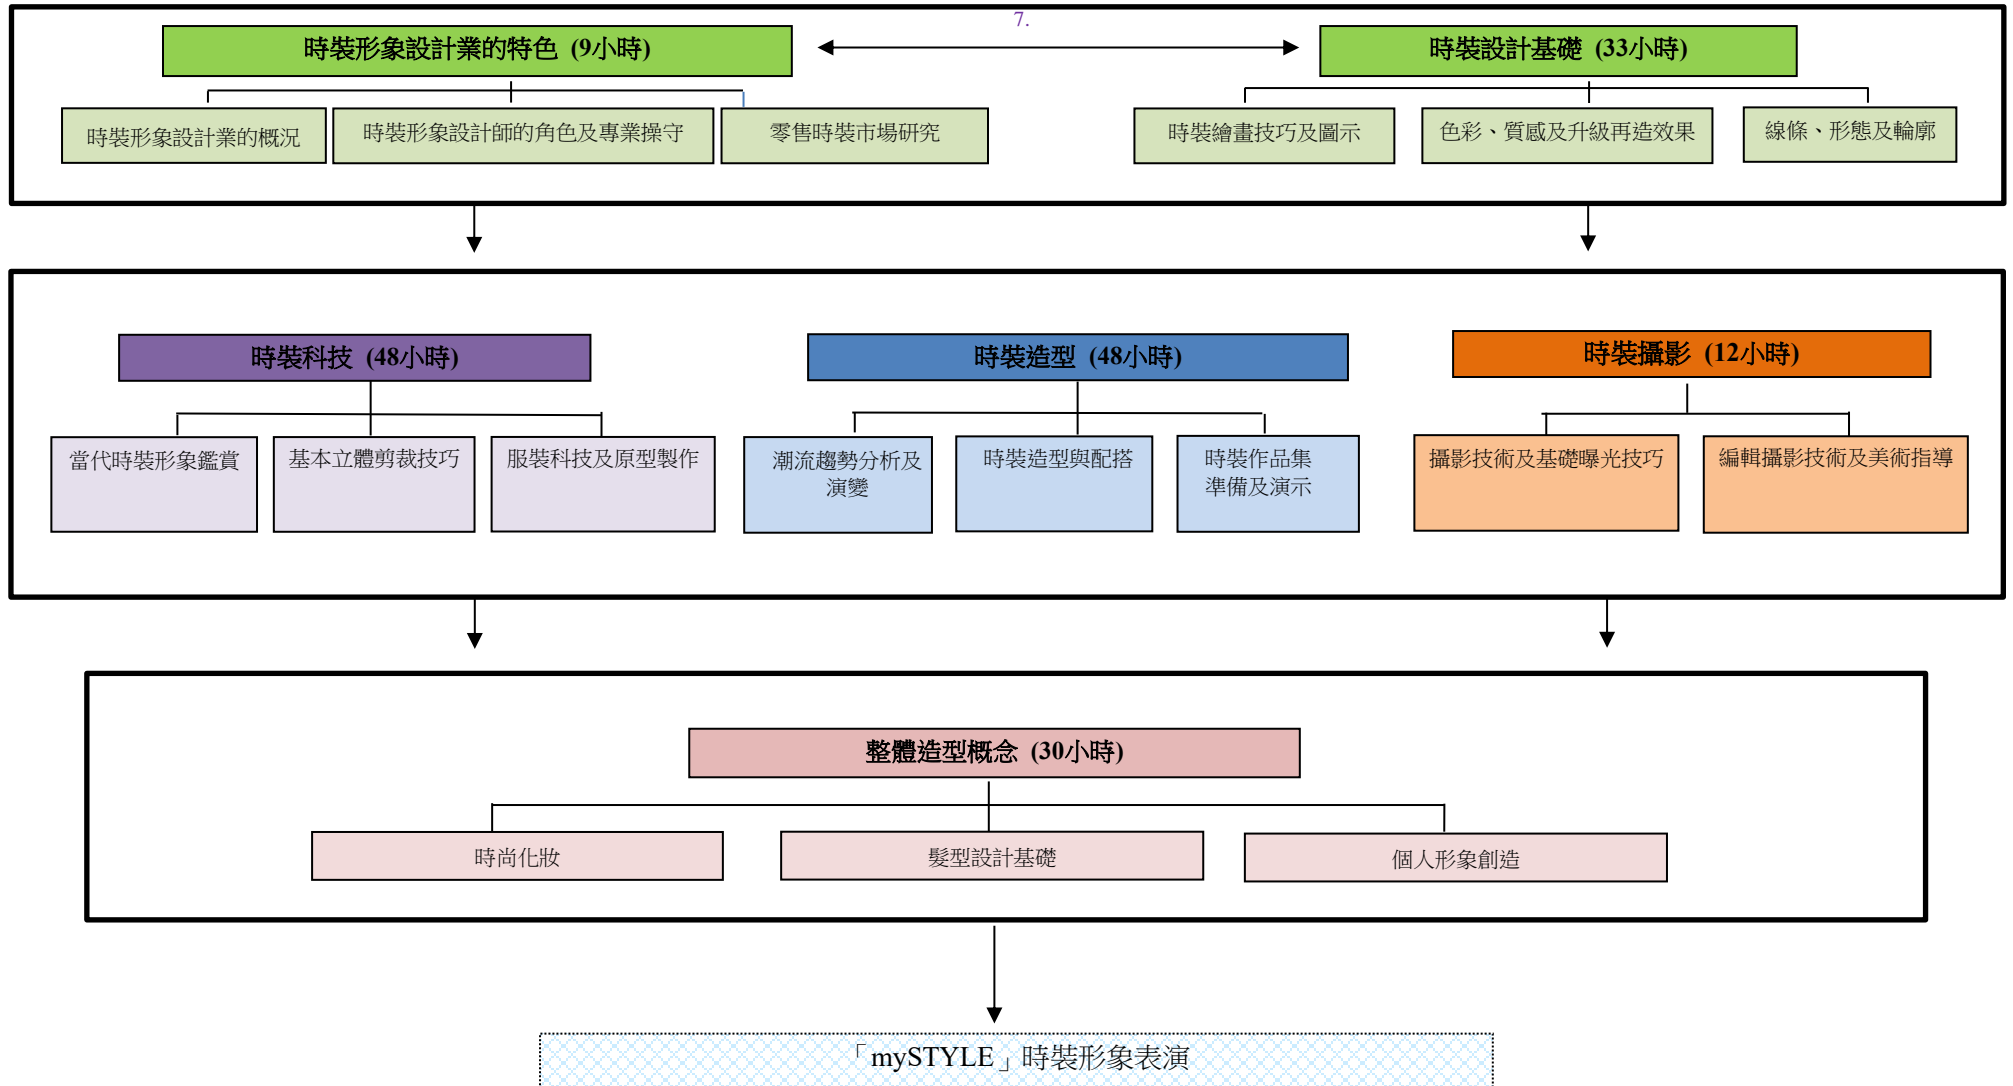 7.
時裝形象設計業的特色 (9小時)
時裝設計基礎 (33小時)
時裝形象設計業的概況
時裝形象設計師的角色及專業操守
零售時裝市場研究
時裝繪畫技巧及圖示
色彩、質感及升級再造效果
線條、形態及輪廓
時裝科技 (48小時)
時裝造型 (48小時)
時裝攝影 (12小時)
當代時裝形象鑑賞
基本立體剪裁技巧
服裝科技及原型製作
潮流趨勢分析及
演變
時裝造型與配搭
時裝作品集
準備及演示
攝影技術及基礎曝光技巧
編輯攝影技術及美術指導
整體造型概念 (30小時)
時尚化妝
髮型設計基礎
個人形象創造
「mySTYLE」時裝形象表演